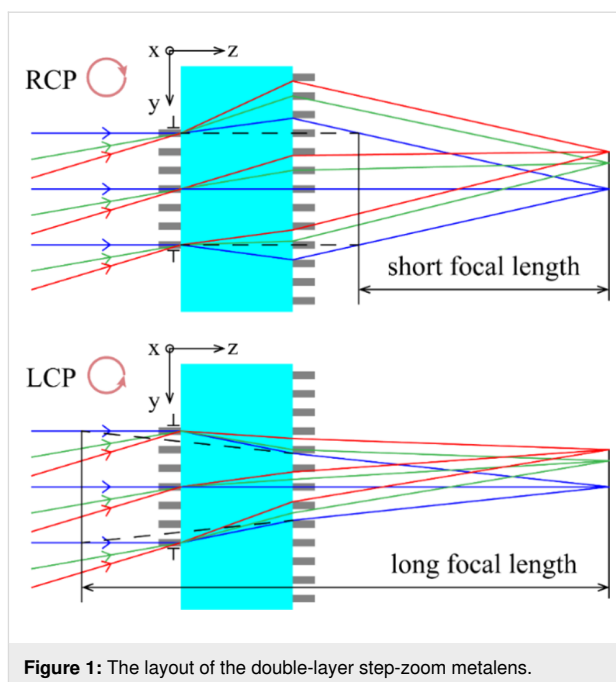 x z
RCP
y
short focal length
x z
LCP
y
long focal length
Figure 1: The layout of the double-layer step-zoom metalens.